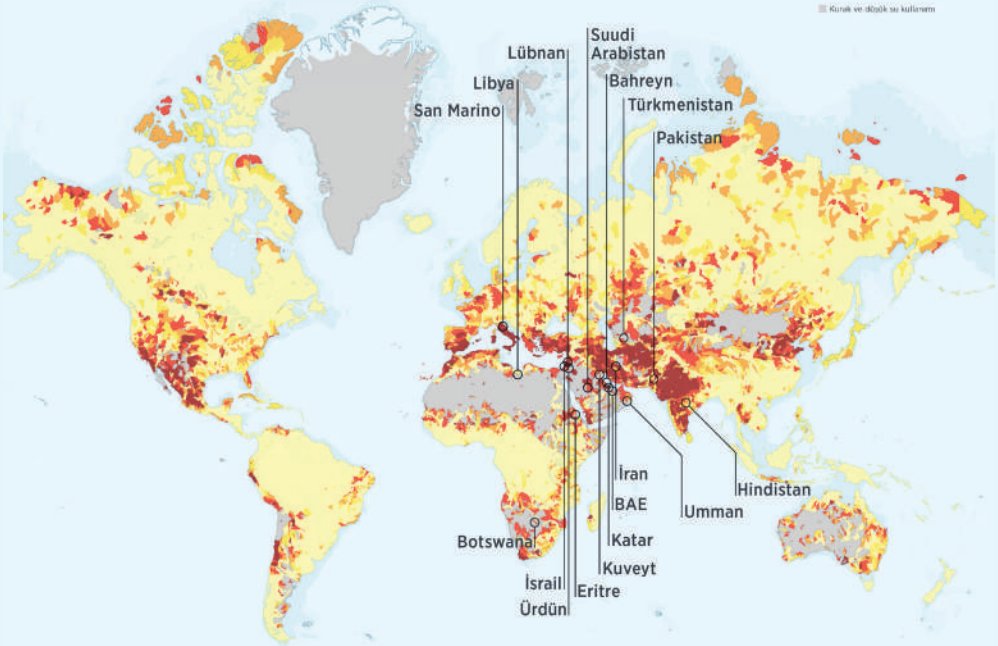 Kurak ve düşük su kullanımı
Suudi
Arabistan
Lübnan
Bahreyn
Libya
Türkmenistan
San Marino
Pakistan
İran
Hindistan
BAE
Umman
Botswana
Katar
Kuveyt
İsrail
Eritre
Ürdün